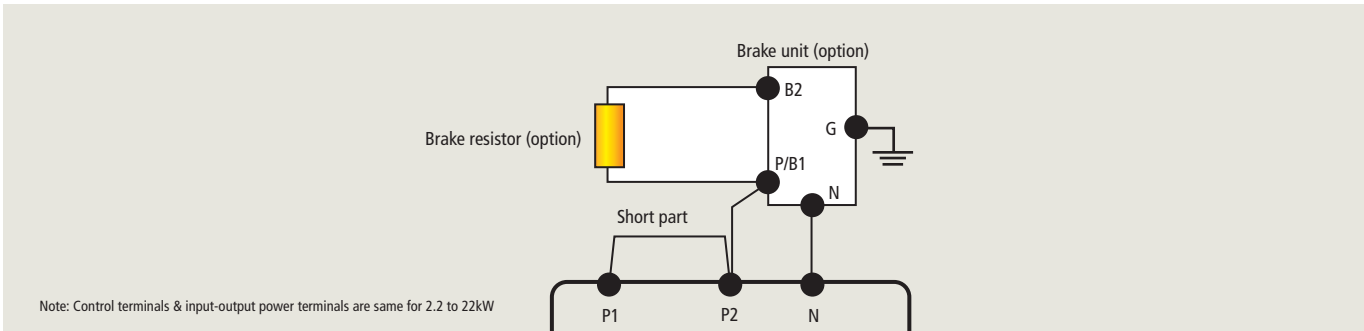 Brake unit (option)
B2
G
Brake resistor (option)
P/B1
N
Short part
Note: Control terminals & input-output power terminals are same for 2.2 to 22kW
P1 P2 N